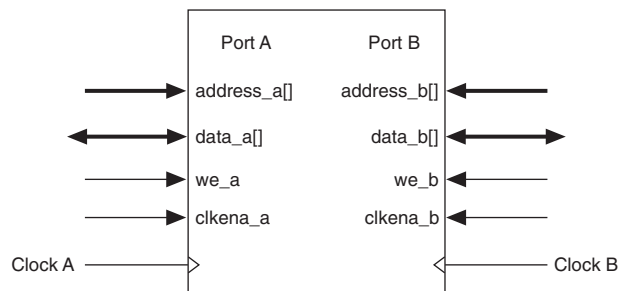 Port A Port B
address_a[] address_b[]
data_a[] data_b[]
we_a we_b
clkena_a clkena_b
Clock A Clock B